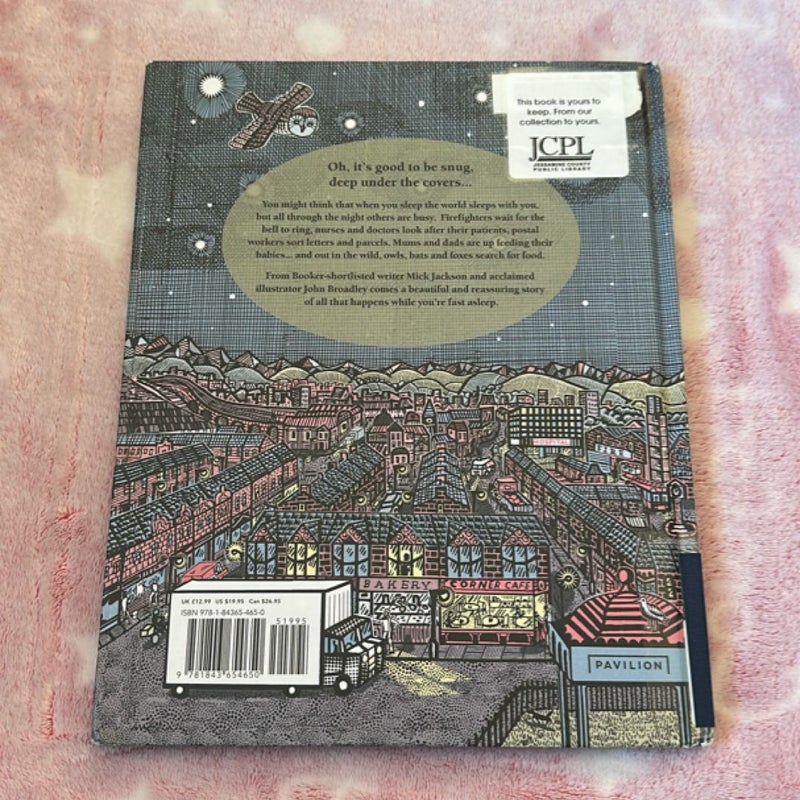 This book is yours to
keep. From our
collection to yours.
JCPL
JESSAMINE COUNTY
PUBLIC LIBRARY
Oh, it's good to be snug,
deep under the covers...
You might think that when you sleep the world sleeps with you,
but all through the night others are busy. Firefighters wait for the
bell to ring, nurses and doctors look after their patients, postal
workers sort letters and parcels. Mums and dads are up feeding their
babies... and out in the wild, owls, bats and foxes search for food.
From Booker-shortlisted writer Mick Jackson and acclaimed
illustrator John Broadley comes a beautiful and reassuring story
of all that happens while you're fast asleep.
HOSPITAL
BAKERY
CORNER CAFE
UK £12.99 US $19.95 Can $26.95
ISBN 978-1-84365-465-0
51995
9 781843 654650
PAVILION